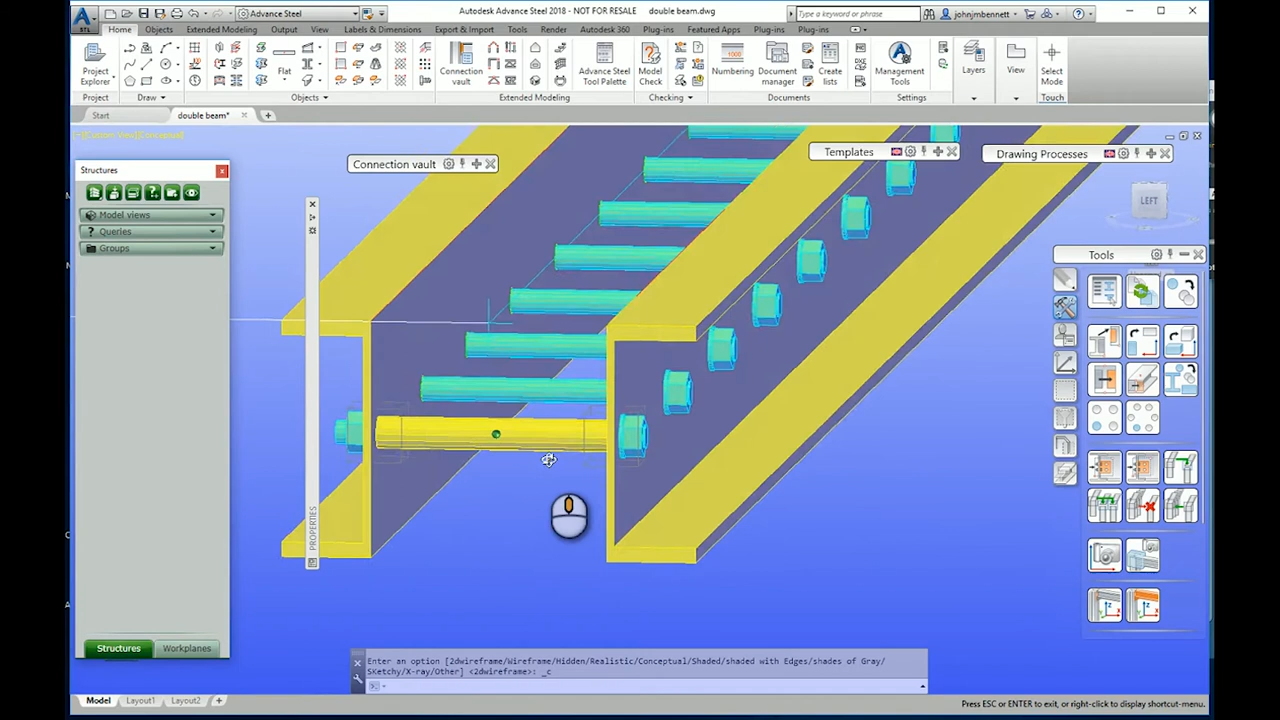 Advance Steel
Autodesk Advance Steel 2018 - NOT FOR RESALE double beam.dwg
Type a keyword or phrase
johnjmbennett
STL
Home Objects Extended Modeling Output View Labels & Dimensions Export & Import Tools Render Autodesk 360 Plug-ins Featured Apps Plug-ins Plug-ins
Project Explorer
Flat
Connection vault
Advance Steel Tool Palette
Model Check
Numbering
Document manager
Create lists
Management Tools
Layers
View
Select Mode
Project Draw Objects Extended Modeling Checking Documents Settings Touch
Start double beam*
Structures
Connection vault
Templates
Drawing Processes
Model views
Queries
Groups
LEFT
Tools
PROPERTIES
Structures Workplanes
Enter an option [2dwireframe/Wireframe/Hidden/Realistic/Conceptual/Shaded/shaded with Edges/shades of Gray/
SKetchy/X-ray/Other] <2dwireframe>: _c
Model Layout1 Layout2
Press ESC or ENTER to exit, or right-click to display shortcut-menu.